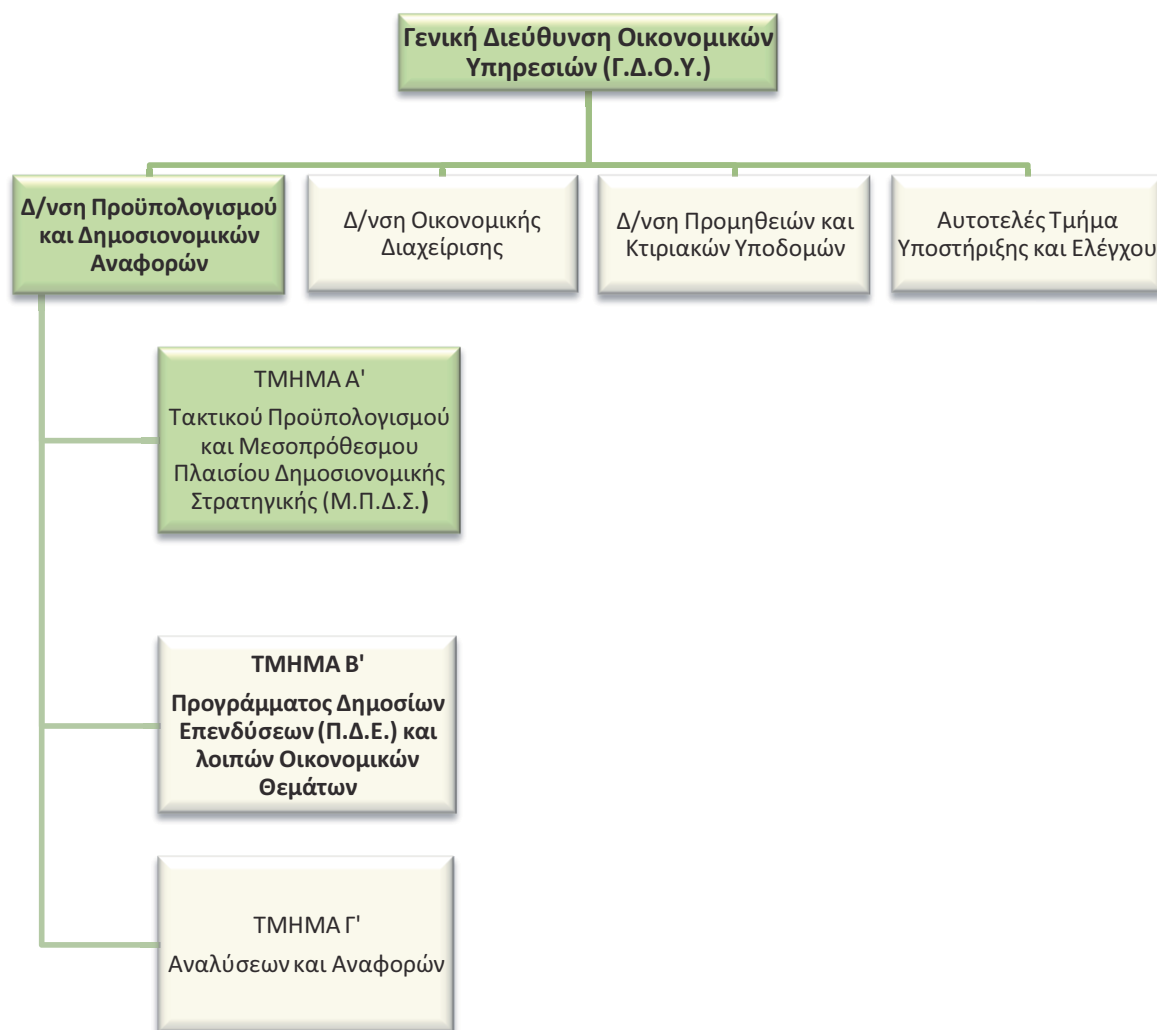 Γενική Διεύθυνση Οικονομικών
Υπηρεσιών (Γ.Δ.Ο.Υ.)
Δ/νση Προϋπολογισμού
και Δημοσιονομικών
Αναφορών
Δ/νση Οικονομικής
Διαχείρισης
Δ/νση Προμηθειών και
Κτιριακών Υποδομών
Αυτοτελές Τμήμα
Υποστήριξης και Ελέγχου
ΤΜΗΜΑ Α'
Τακτικού Προϋπολογισμού
και Μεσοπρόθεσμου
Πλαισίου Δημοσιονομικής
Στρατηγικής (Μ.Π.Δ.Σ.)
ΤΜΗΜΑ Β'
Προγράμματος Δημοσίων
Επενδύσεων (Π.Δ.Ε.) και
λοιπών Οικονομικών
Θεμάτων
ΤΜΗΜΑ Γ'
Αναλύσεων και Αναφορών